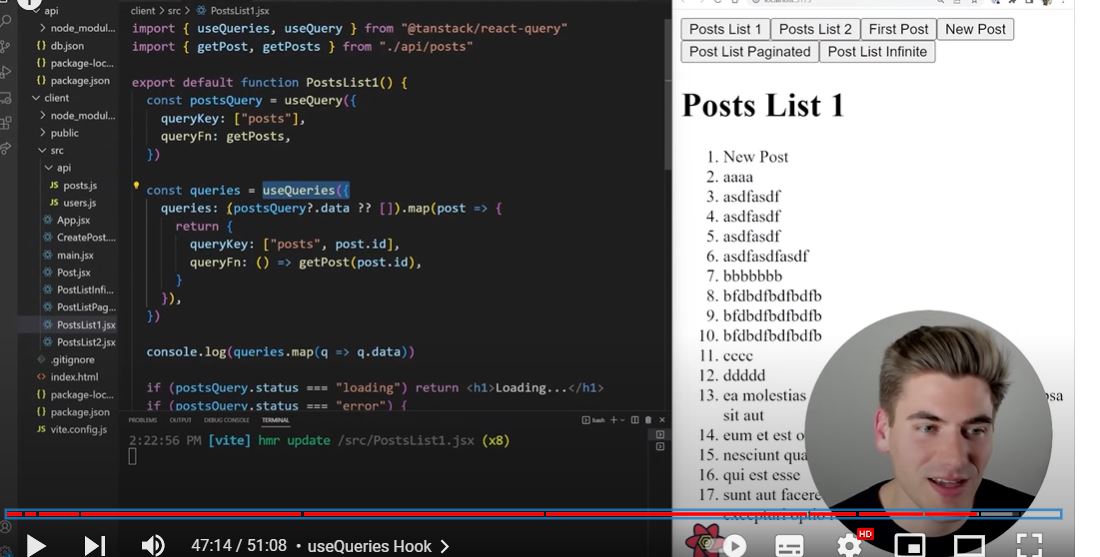 api
node_modul...
{} db.json
{} package-loc...
{} package.json
client
node_modul...
public
src
api
JS posts.js
JS users.js
App.jsx
CreatePost....
main.jsx
Post.jsx
PostListInfi...
PostListPag...
PostsList1.jsx
PostsList2.jsx
.gitignore
<> index.html
{} package-loc...
{} package.json
JS vite.config.js
client > src > PostsList1.jsx
import { useQueries, useQuery } from "@tanstack/react-query"
import { getPost, getPosts } from "./api/posts"
export default function PostsList1() {
const postsQuery = useQuery({
queryKey: ["posts"],
queryFn: getPosts,
})
const queries = useQueries({
queries: (postsQuery?.data ?? []).map(post => {
return {
queryKey: ["posts", post.id],
queryFn: () => getPost(post.id),
}
}),
})
console.log(queries.map(q => q.data))
if (postsQuery.status === "loading") return <h1>Loading...</h1>
if (postsQuery.status === "error") {
PROBLEMS OUTPUT DEBUG CONSOLE TERMINAL
bash
2:22:56 PM [vite] hmr update /src/PostsList1.jsx (x8)
Posts List 1 Posts List 2 First Post New Post
Post List Paginated Post List Infinite
Posts List 1
1. New Post
2. aaaa
3. asdfasdf
4. asdfasdf
5. asdfasdf
6. asdfasdfasdf
7. bbbbbbb
8. bfdbdfbdfbdfb
9. bfdbdfbdfbdfb
10. bfdbdfbdfbdfb
11. cccc
12. ddddd
13. ea molestias
sit aut
14. eum et est o
15. nesciunt qua
16. qui est esse
17. sunt aut facere
excepturi optio
47:14 / 51:08 • useQueries Hook
HD